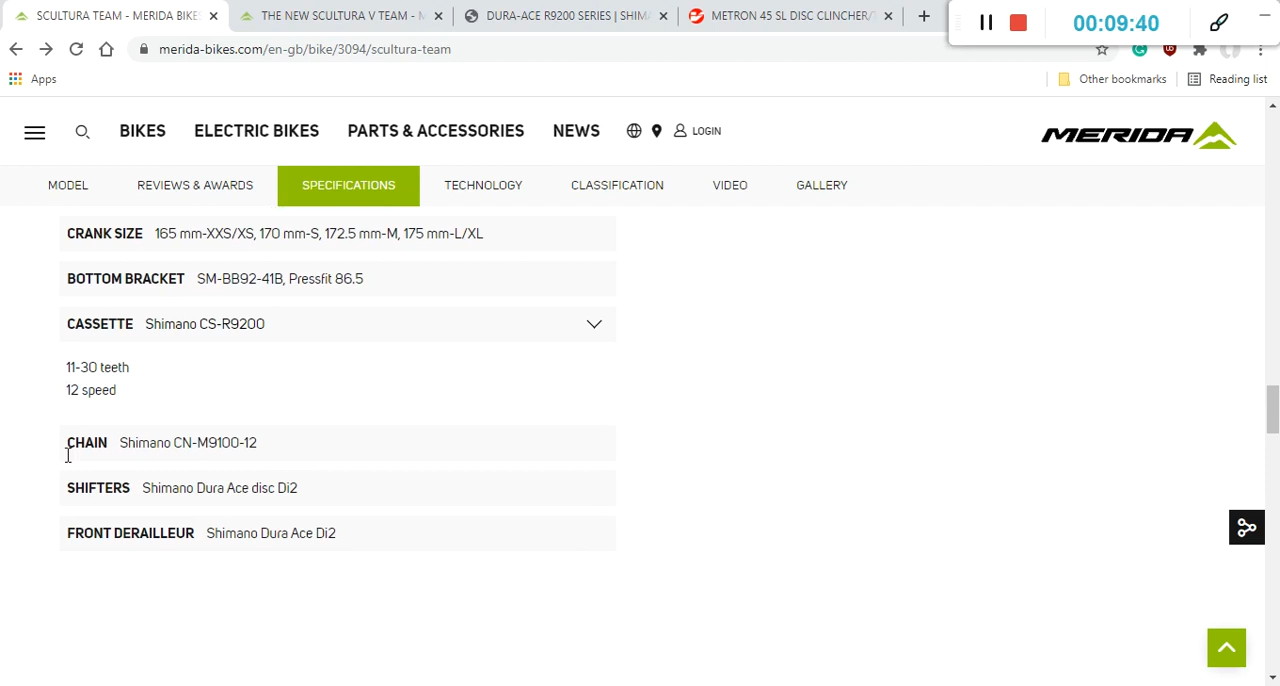 SCULTURA TEAM - MERIDA BIKES
THE NEW SCULTURA V TEAM - M
DURA-ACE R9200 SERIES | SHIMA
METRON 45 SL DISC CLINCHER/T
00:09:40
merida-bikes.com/en-gb/bike/3094/scultura-team
Apps
Other bookmarks
Reading list
BIKES
ELECTRIC BIKES
PARTS & ACCESSORIES
NEWS
LOGIN
MERIDA
MODEL
REVIEWS & AWARDS
SPECIFICATIONS
TECHNOLOGY
CLASSIFICATION
VIDEO
GALLERY
CRANK SIZE 165 mm-XXS/XS, 170 mm-S, 172.5 mm-M, 175 mm-L/XL
BOTTOM BRACKET SM-BB92-41B, Pressfit 86.5
CASSETTE Shimano CS-R9200
11-30 teeth
12 speed
CHAIN Shimano CN-M9100-12
SHIFTERS Shimano Dura Ace disc Di2
FRONT DERAILLEUR Shimano Dura Ace Di2